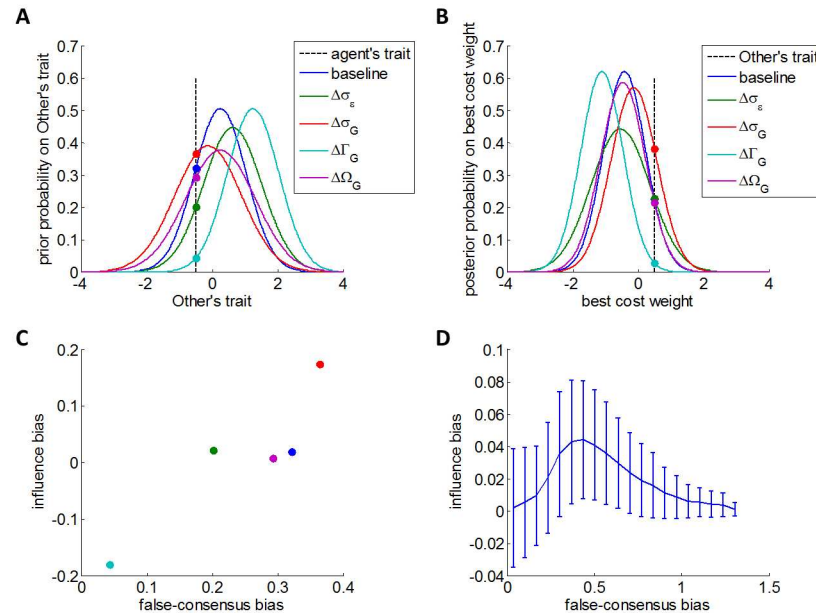 A
prior probability on Other's trait
0.7
0.6
0.5
0.4
0.3
0.2
0.1
0
-4
-2
0
2
4
Other's trait
agent's trait
baseline
Δσε
ΔσG
ΔΓG
ΔΩG
B
posterior probability on best cost weight
0.7
0.6
0.5
0.4
0.3
0.2
0.1
0
-4
-2
0
2
4
best cost weight
Other's trait
baseline
Δσε
ΔσG
ΔΓG
ΔΩG
C
influence bias
0.2
0.1
0
-0.1
-0.2
0
0.1
0.2
0.3
0.4
false-consensus bias
D
influence bias
0.1
0.08
0.06
0.04
0.02
0
-0.02
-0.04
0
0.5
1
1.5
false-consensus bias